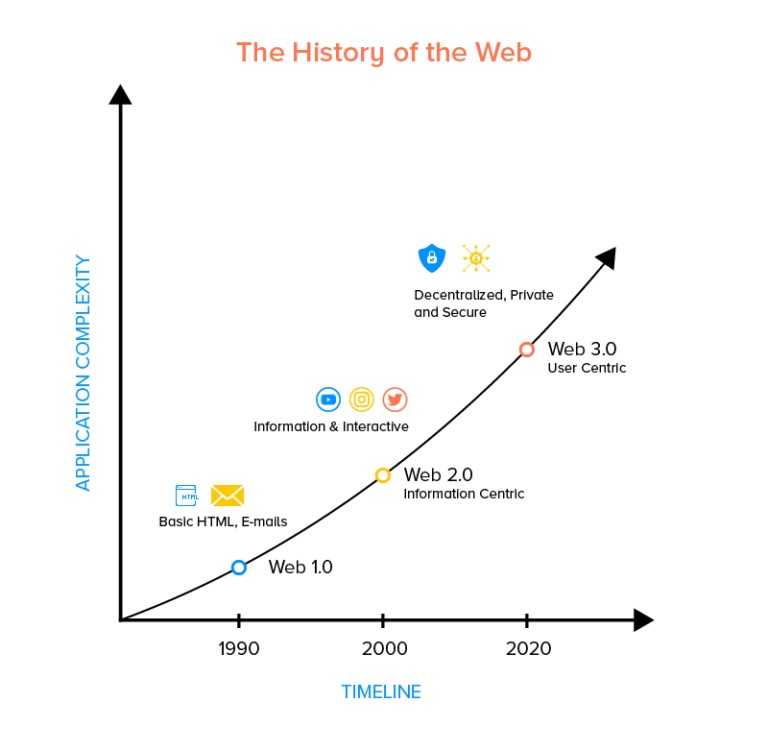 The History of the Web
APPLICATION COMPLEXITY
Decentralized, Private
and Secure
Web 3.0
User Centric
Information & Interactive
Web 2.0
Information Centric
HTML
Basic HTML, E-mails
Web 1.0
1990
2000
2020
TIMELINE